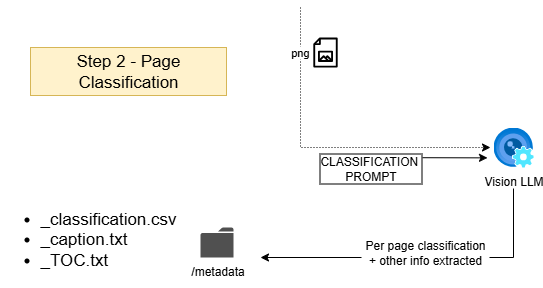 Step 2 - Page
Classification
png
CLASSIFICATION
PROMPT
Vision LLM
_classification.csv
_caption.txt
_TOC.txt
/metadata
Per page classification
+ other info extracted